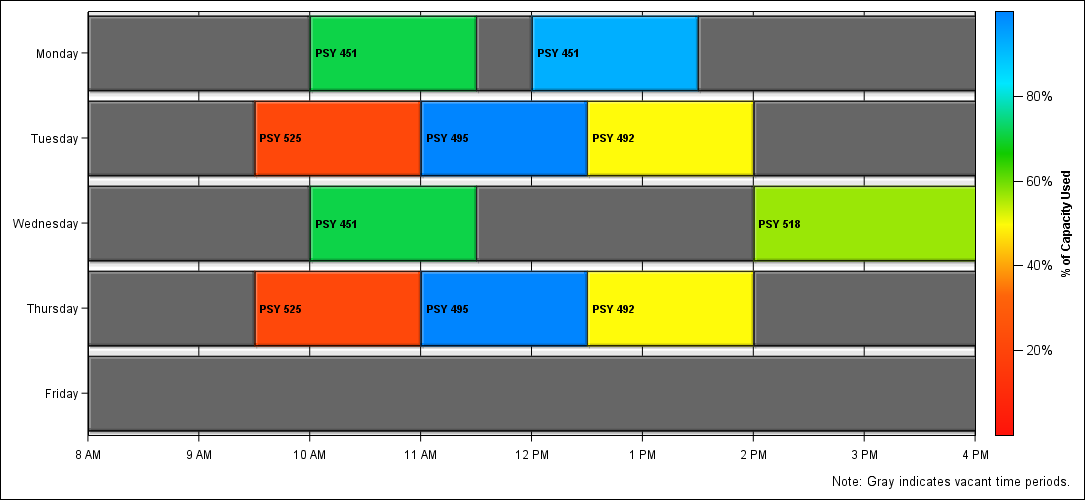 Monday
PSY 451
PSY 451
Tuesday
PSY 525
PSY 495
PSY 492
Wednesday
PSY 451
PSY 518
Thursday
PSY 525
PSY 495
PSY 492
Friday
8 AM 9 AM 10 AM 11 AM 12 PM 1 PM 2 PM 3 PM 4 PM
80%
60%
40%
20%
% of Capacity Used
Note: Gray indicates vacant time periods.